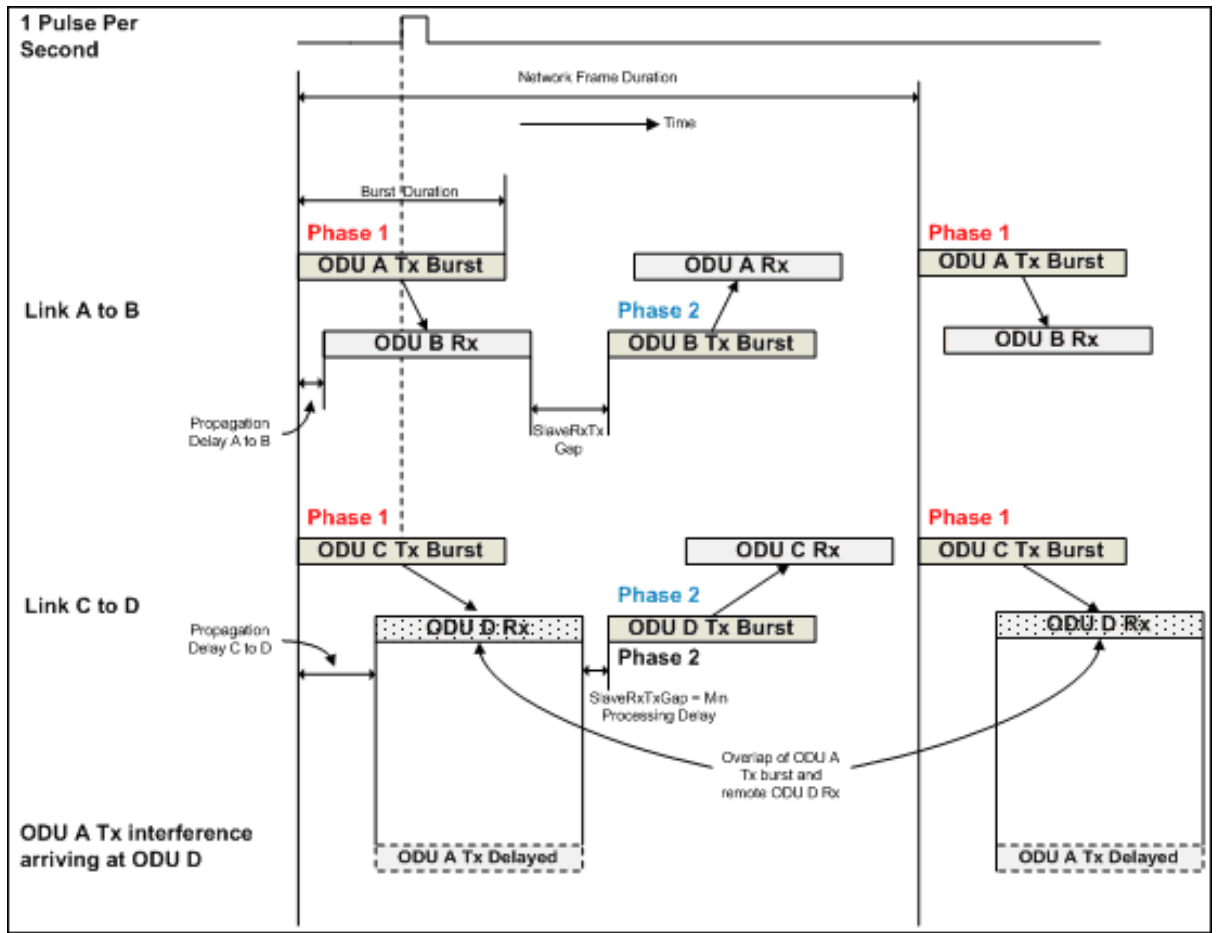 1 Pulse Per
Second
Network Frame Duration
Time
Burst Duration
Phase 1
Phase 1
ODU A Tx Burst
ODU A Rx
ODU A Tx Burst
Link A to B
Phase 2
ODU B Rx
ODU B Tx Burst
ODU B Rx
Propagation
Delay A to B
SlaveRxTx
Gap
Phase 1
Phase 1
ODU C Tx Burst
ODU C Rx
ODU C Tx Burst
Link C to D
Phase 2
ODU D Rx
ODU D Tx Burst
ODU D Rx
Propagation
Delay C to D
Phase 2
SlaveRxTxGap = Min
Processing Delay
Overlap of ODU A
Tx burst and
remote ODU D Rx
ODU A Tx interference
arriving at ODU D
ODU A Tx Delayed
ODU A Tx Delayed